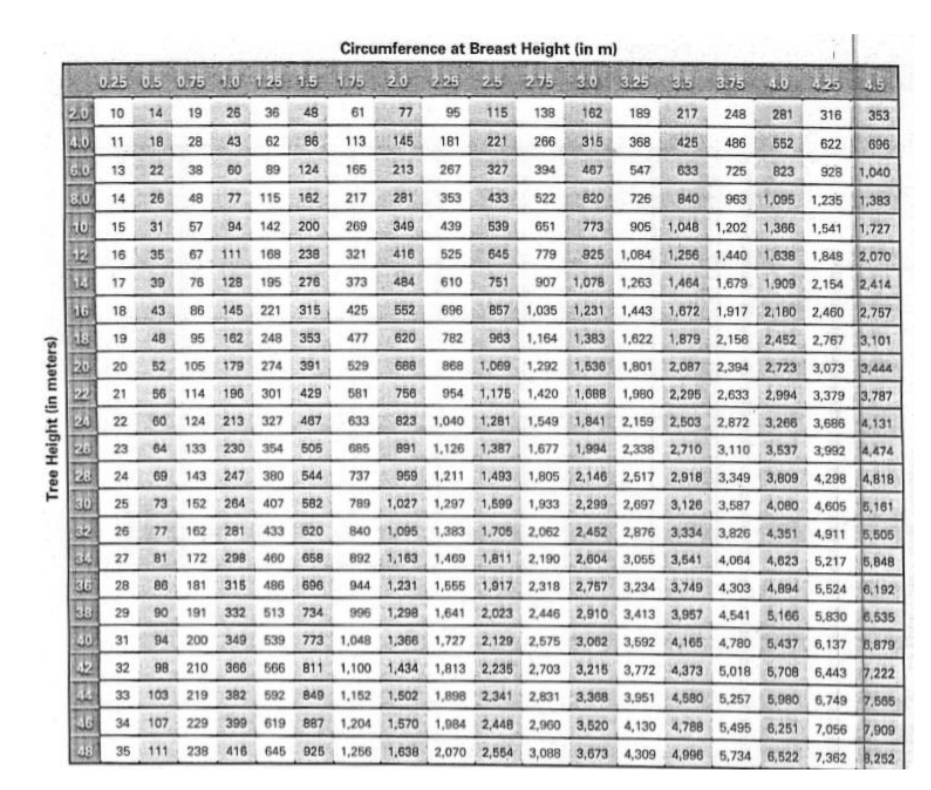 Circumference at Breast Height (in m)
0.25 0.5 0.75 1.0 1.25 1.5 1.75 2.0 2.25 2.5 2.75 3.0 3.25 3.5 3.75 4.0 4.25 4.5
Tree Height (in meters)
2.0 10 14 19 26 36 48 61 77 95 115 138 162 189 217 248 281 316 353
4.0 11 18 28 43 62 86 113 145 181 221 266 315 368 425 486 552 622 696
6.0 13 22 38 60 89 124 165 213 267 327 394 467 547 633 725 823 928 1,040
8.0 14 26 48 77 115 162 217 281 353 433 522 620 726 840 963 1,095 1,235 1,383
10 15 31 57 94 142 200 269 349 439 539 651 773 905 1,048 1,202 1,366 1,541 1,727
12 16 35 67 111 168 238 321 416 525 645 779 925 1,084 1,256 1,440 1,638 1,848 2,070
14 17 39 76 128 195 276 373 484 610 751 907 1,078 1,263 1,464 1,679 1,909 2,154 2,414
16 18 43 86 145 221 315 425 552 696 857 1,035 1,231 1,443 1,672 1,917 2,180 2,460 2,757
18 19 48 95 162 248 353 477 620 782 963 1,164 1,383 1,622 1,879 2,156 2,452 2,767 3,101
20 20 52 105 179 274 391 529 688 868 1,069 1,292 1,536 1,801 2,087 2,394 2,723 3,073 3,444
22 21 56 114 196 301 429 581 756 954 1,175 1,420 1,688 1,980 2,295 2,633 2,994 3,379 3,787
24 22 60 124 213 327 467 633 823 1,040 1,281 1,549 1,841 2,159 2,503 2,872 3,266 3,686 4,131
26 23 64 133 230 354 505 685 891 1,126 1,387 1,677 1,994 2,338 2,710 3,110 3,537 3,992 4,474
28 24 69 143 247 380 544 737 959 1,211 1,493 1,805 2,146 2,517 2,918 3,349 3,809 4,298 4,818
30 25 73 152 264 407 582 789 1,027 1,297 1,599 1,933 2,299 2,697 3,126 3,587 4,080 4,605 5,161
32 26 77 162 281 433 620 840 1,095 1,383 1,705 2,062 2,452 2,876 3,334 3,826 4,351 4,911 5,505
34 27 81 172 298 460 658 892 1,163 1,469 1,811 2,190 2,604 3,055 3,541 4,064 4,623 5,217 5,848
36 28 86 181 315 486 696 944 1,231 1,555 1,917 2,318 2,757 3,234 3,749 4,303 4,894 5,524 6,192
38 29 90 191 332 513 734 996 1,298 1,641 2,023 2,446 2,910 3,413 3,957 4,541 5,166 5,830 6,535
40 31 94 200 349 539 773 1,048 1,366 1,727 2,129 2,575 3,062 3,592 4,165 4,780 5,437 6,137 6,879
42 32 98 210 366 566 811 1,100 1,434 1,813 2,235 2,703 3,215 3,772 4,373 5,018 5,708 6,443 7,222
44 33 103 219 382 592 849 1,152 1,502 1,898 2,341 2,831 3,368 3,951 4,580 5,257 5,980 6,749 7,565
46 34 107 229 399 619 887 1,204 1,570 1,984 2,448 2,960 3,520 4,130 4,788 5,495 6,251 7,056 7,909
48 35 111 238 416 645 925 1,256 1,638 2,070 2,554 3,088 3,673 4,309 4,996 5,734 6,522 7,362 8,252